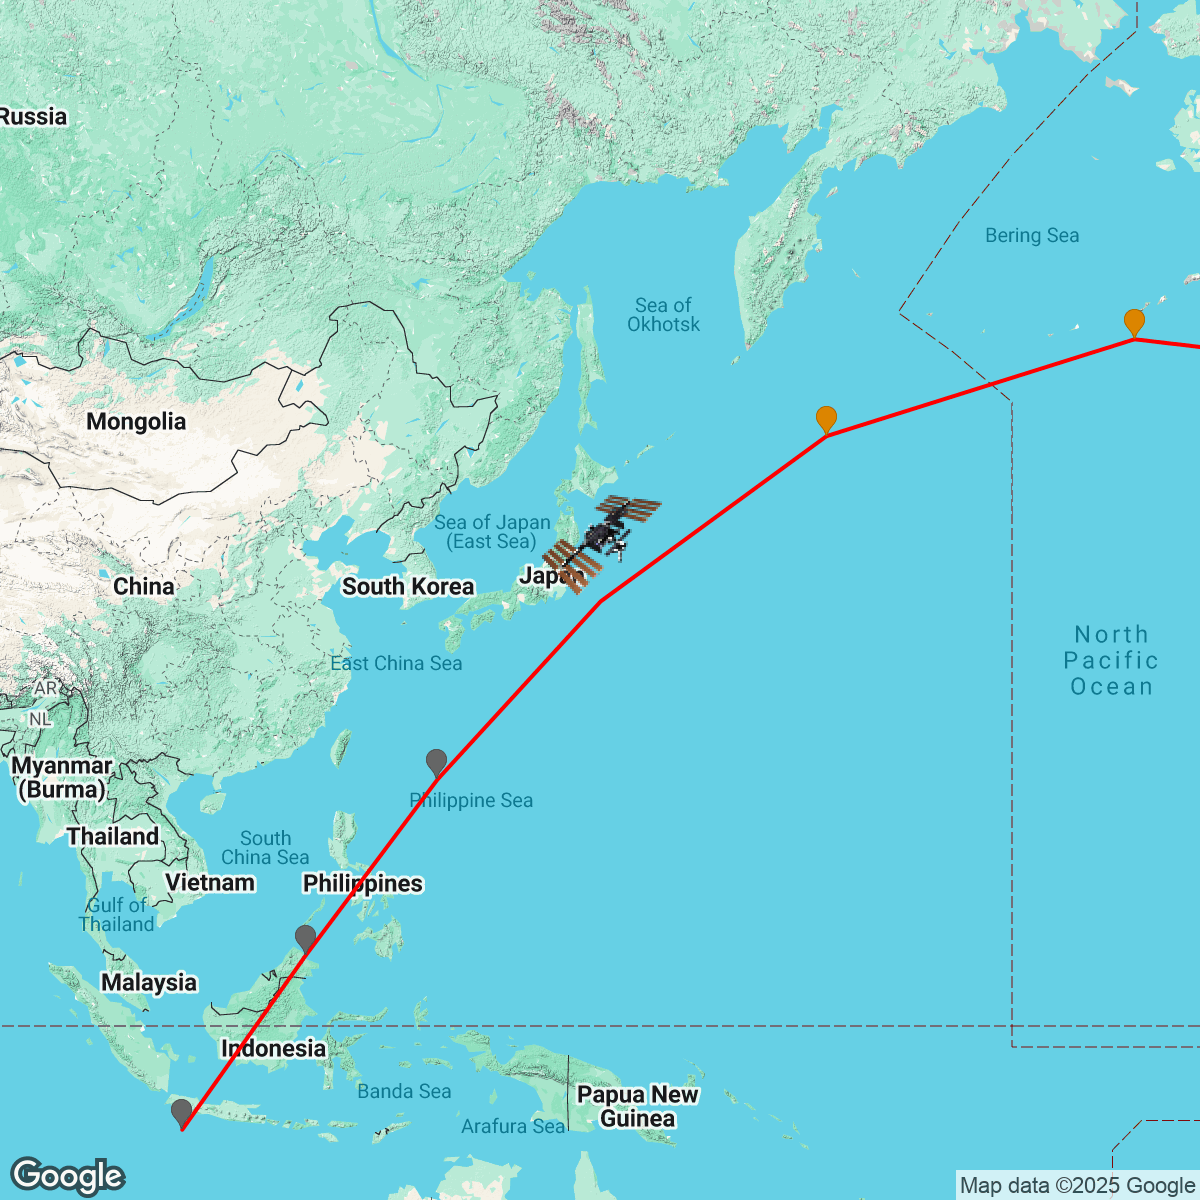 Russia
Bering Sea
Sea of
Okhotsk
Mongolia
Sea of Japan
(East Sea)
Japan
China
South Korea
North
Pacific
Ocean
East China Sea
AR
NL
Myanmar
(Burma)
Philippine Sea
Thailand
South
China Sea
Vietnam
Philippines
Gulf of
Thailand
Malaysia
Indonesia
Banda Sea
Papua New
Guinea
Arafura Sea
Google
Map data ©2025 Google